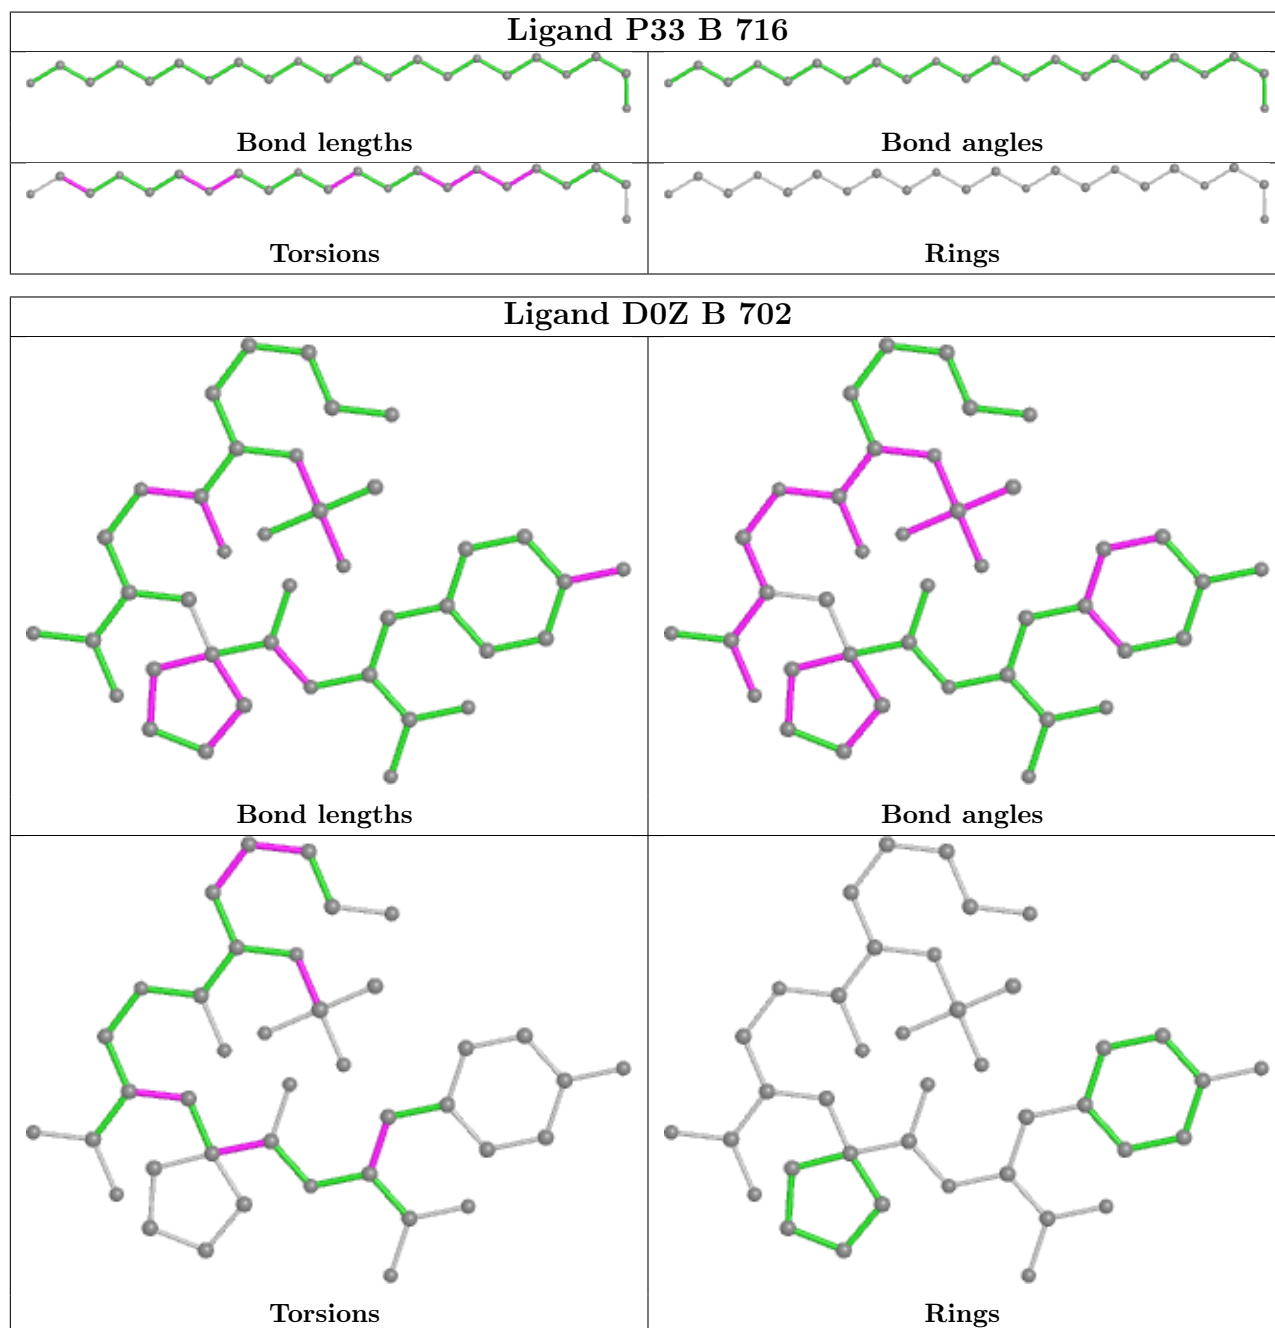 Ligand P33 B 716
Bond lengths
Bond angles
Torsions
Rings
Ligand D0Z B 702
Bond lengths
Bond angles
Torsions
Rings